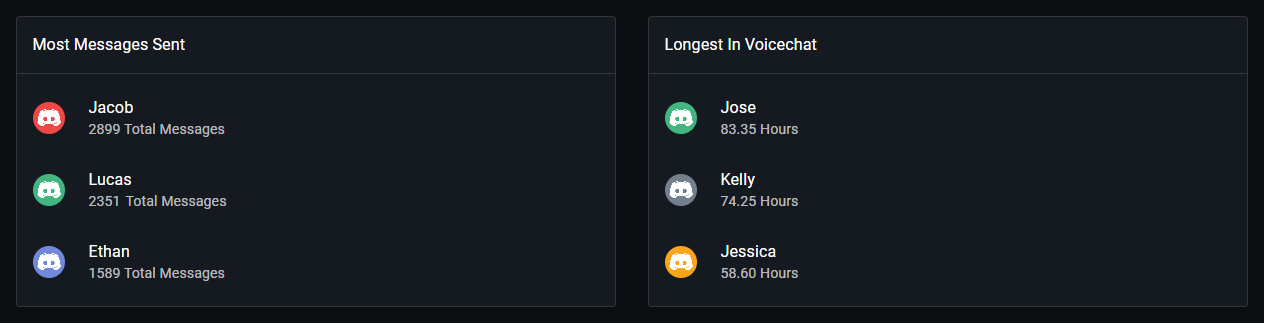 Most Messages Sent
Jacob
2899 Total Messages
Lucas
2351 Total Messages
Ethan
1589 Total Messages
Longest In Voicechat
Jose
83.35 Hours
Kelly
74.25 Hours
Jessica
58.60 Hours